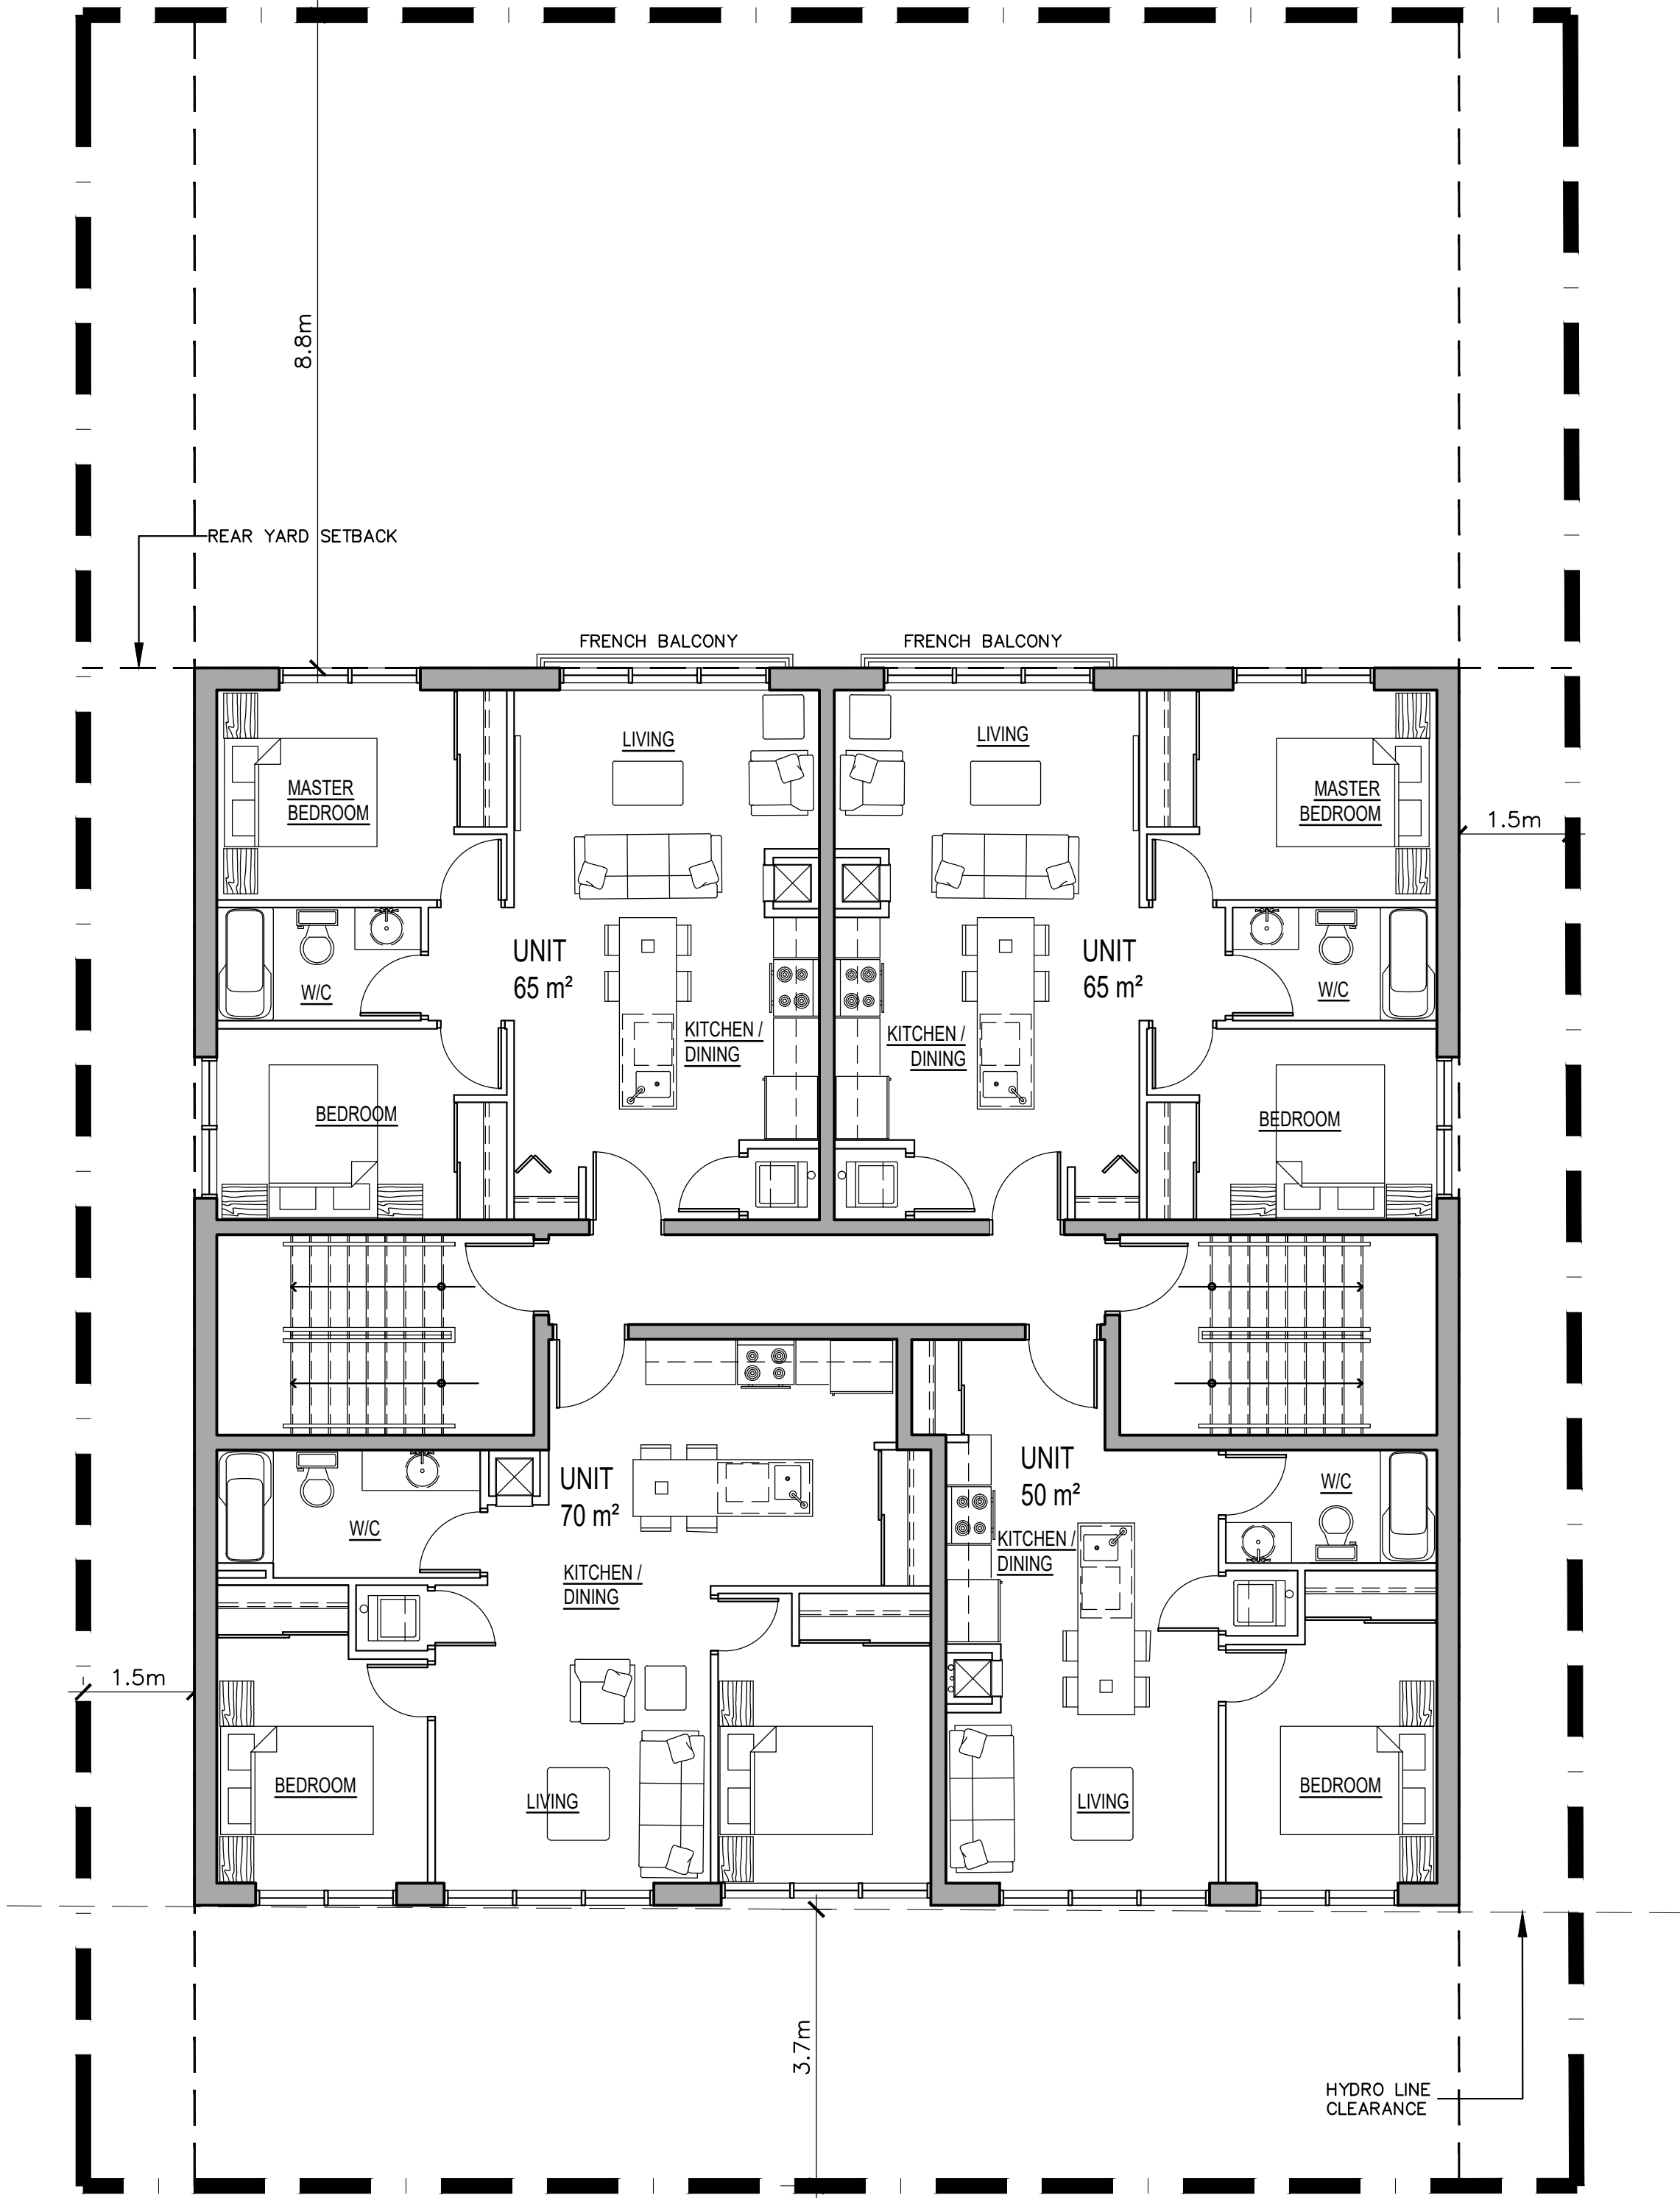 8.8m
REAR YARD SETBACK
FRENCH BALCONY
FRENCH BALCONY
LIVING
LIVING
MASTER
BEDROOM
MASTER
BEDROOM
1.5m
UNIT
65 m²
UNIT
65 m²
W/C
W/C
KITCHEN /
DINING
KITCHEN /
DINING
BEDROOM
BEDROOM
UNIT
70 m²
UNIT
50 m²
W/C
W/C
KITCHEN /
DINING
KITCHEN /
DINING
1.5m
BEDROOM
LIVING
LIVING
BEDROOM
3.7m
HYDRO LINE
CLEARANCE